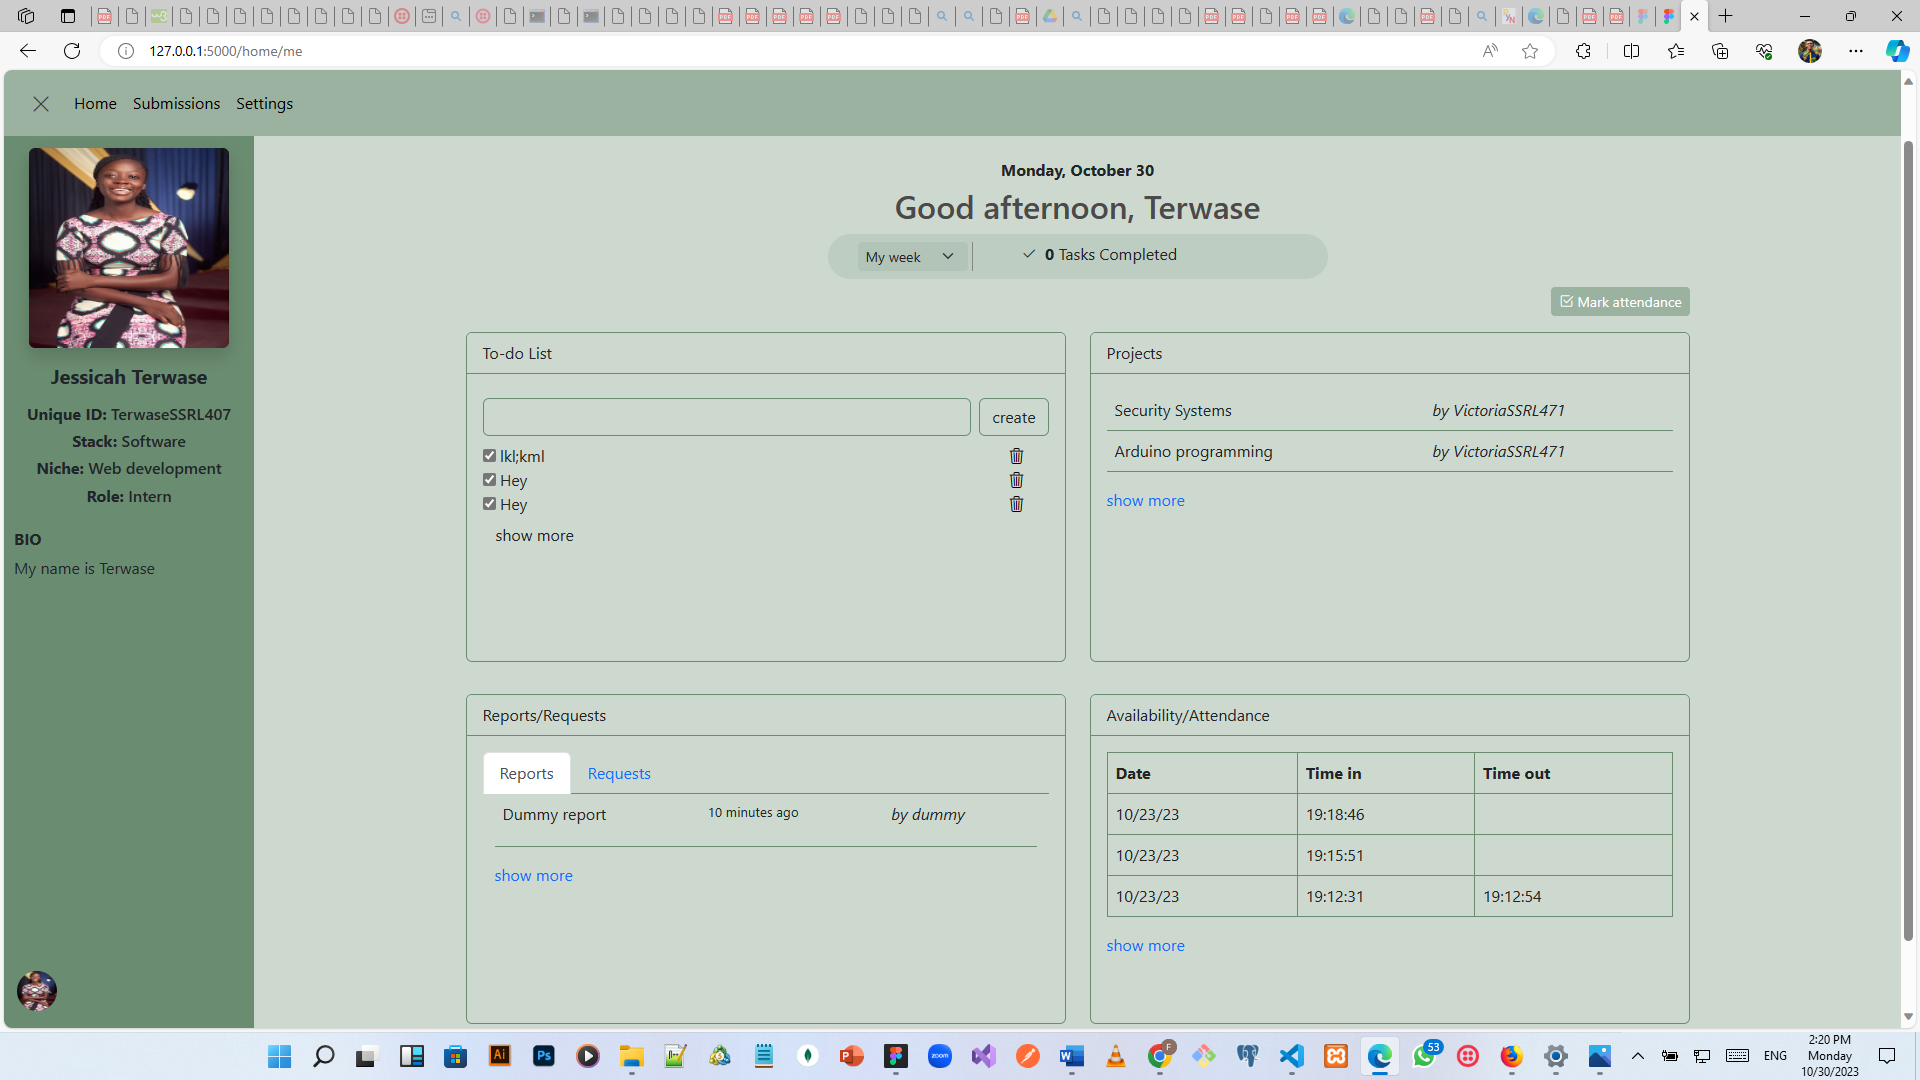 127.0.0.1:5000/home/me
Home Submissions Settings
Monday, October 30
Good afternoon, Terwase
My week
0 Tasks Completed
Mark attendance
Jessicah Terwase
Unique ID: TerwaseSSRL407
Stack: Software
Niche: Web development
Role: Intern
BIO
My name is Terwase
To-do List
create
lkl;kml
Hey
Hey
show more
Projects
Security Systems by VictoriaSSRL471
Arduino programming by VictoriaSSRL471
show more
Reports/Requests
Reports Requests
Dummy report 10 minutes ago by dummy
show more
Availability/Attendance
Date Time in Time out
10/23/23 19:18:46
10/23/23 19:15:51
10/23/23 19:12:31 19:12:54
show more
Ai
Ps
zoom
F
53
ENG
2:20 PM
Monday
10/30/2023